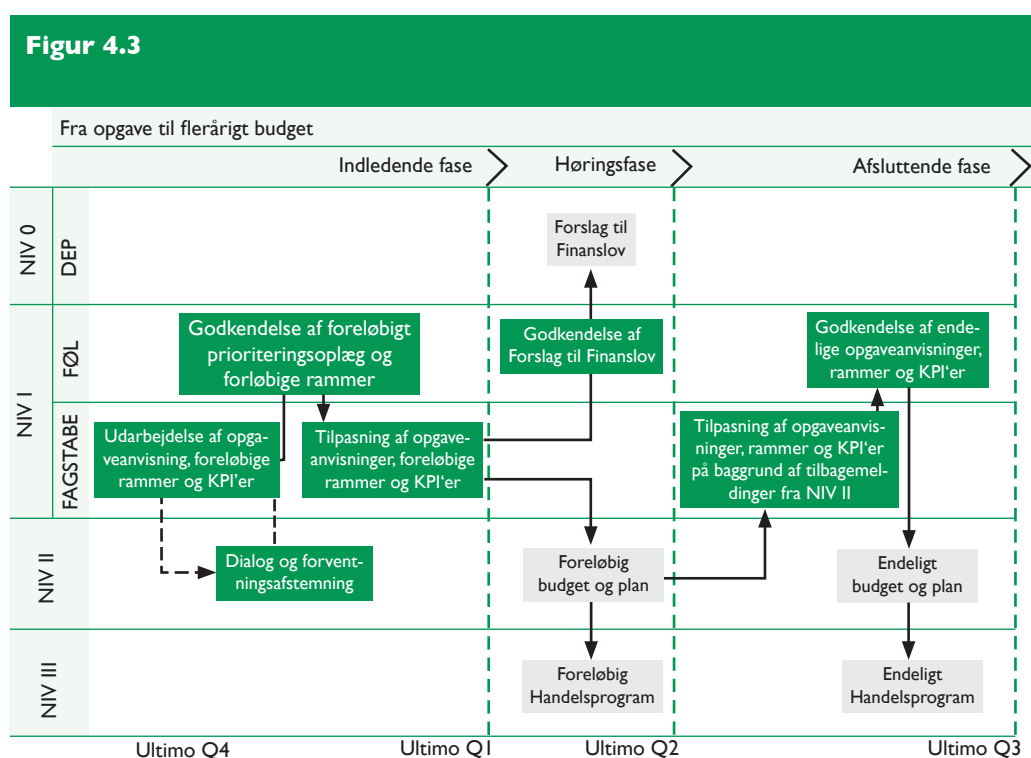 Figur 4.3
Fra opgave til flerårigt budget
Indledende fase
Høringsfase
Afsluttende fase
NIV 0
DEP
Forslag til
Finanslov
NIV I
FØL
Godkendelse af foreløbigt
prioriteringsoplæg og
forløbige rammer
Godkendelse af
Forslag til Finanslov
Godkendelse af ende-
lige opgaveanvisninger,
rammer og KPI‘er
FAGSTABE
Udarbejdelse af opga-
veanvisning, foreløbige
rammer og KPI’er
Tilpasning af opgave-
anvisninger, foreløbige
rammer og KPI‘er
Tilpasning af opgaveanvis-
ninger, rammer og KPI‘er
på baggrund af tilbagemel-
dinger fra NIV II
NIV II
Dialog og forvent-
ningsafstemning
Foreløbig
budget og plan
Endeligt
budget og plan
NIV III
Foreløbig
Handelsprogram
Endeligt
Handelsprogram
Ultimo Q4
Ultimo Q1
Ultimo Q2
Ultimo Q3